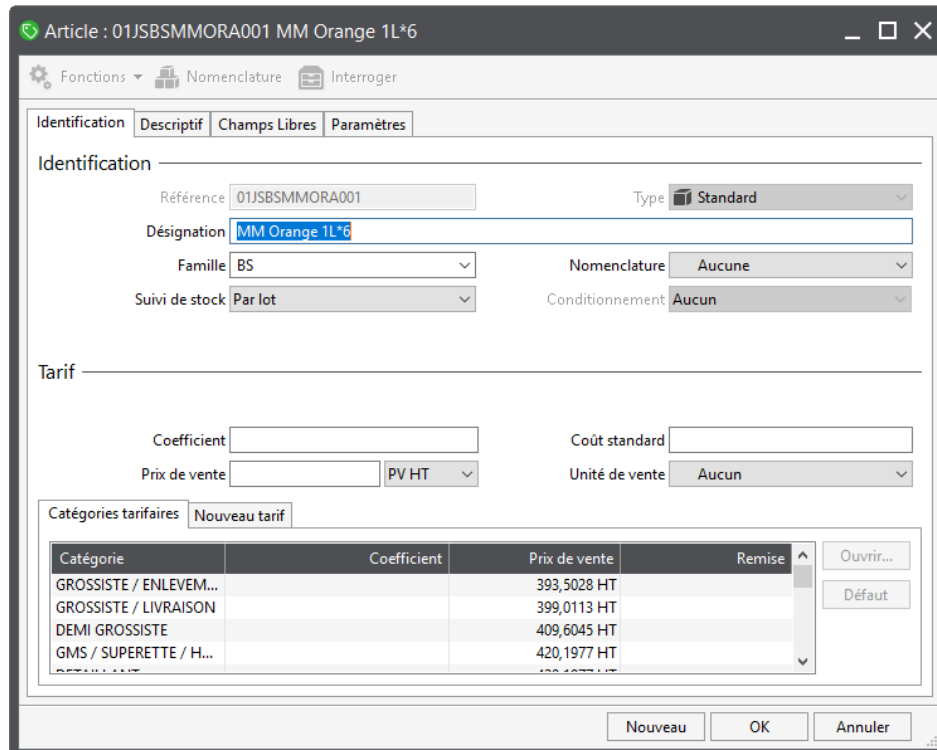 Article : 01JSBSMMORA001 MM Orange 1L*6
Fonctions Nomenclature Interroger
Identification Descriptif Champs Libres Paramètres
Identification
Référence 01JSBSMMORA001 Type Standard
Désignation MM Orange 1L*6
Famille BS Nomenclature Aucune
Suivi de stock Par lot Conditionnement Aucun
Tarif
Coefficient Coût standard
Prix de vente PV HT Unité de vente Aucun
Catégories tarifaires Nouveau tarif
Catégorie Coefficient Prix de vente Remise Ouvrir...
GROSSISTE / ENLEVEM... 393,5028 HT
GROSSISTE / LIVRAISON 399,0113 HT Défaut
DEMI GROSSISTE 409,6045 HT
GMS / SUPERETTE / H... 420,1977 HT
Nouveau OK Annuler